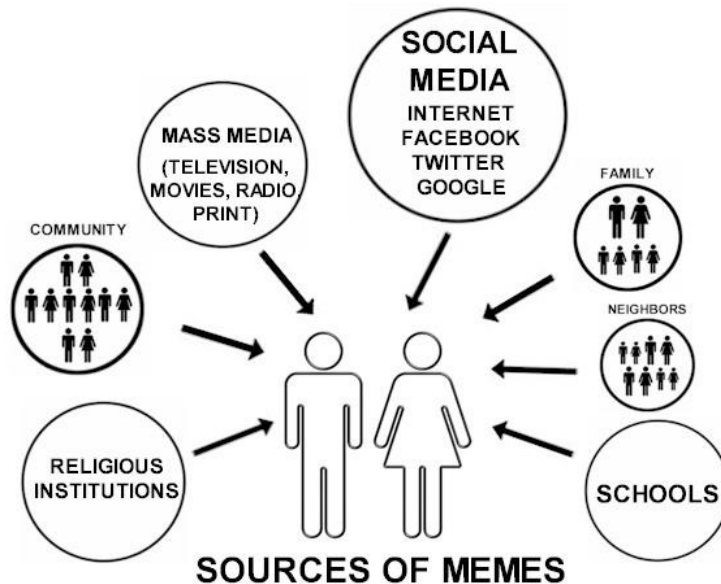 SOCIAL
MEDIA
INTERNET
FACEBOOK
TWITTER
GOOGLE
MASS MEDIA
(TELEVISION,
MOVIES, RADIO
PRINT)
FAMILY
COMMUNITY
NEIGHBORS
RELIGIOUS
INSTITUTIONS
SCHOOLS
SOURCES OF MEMES